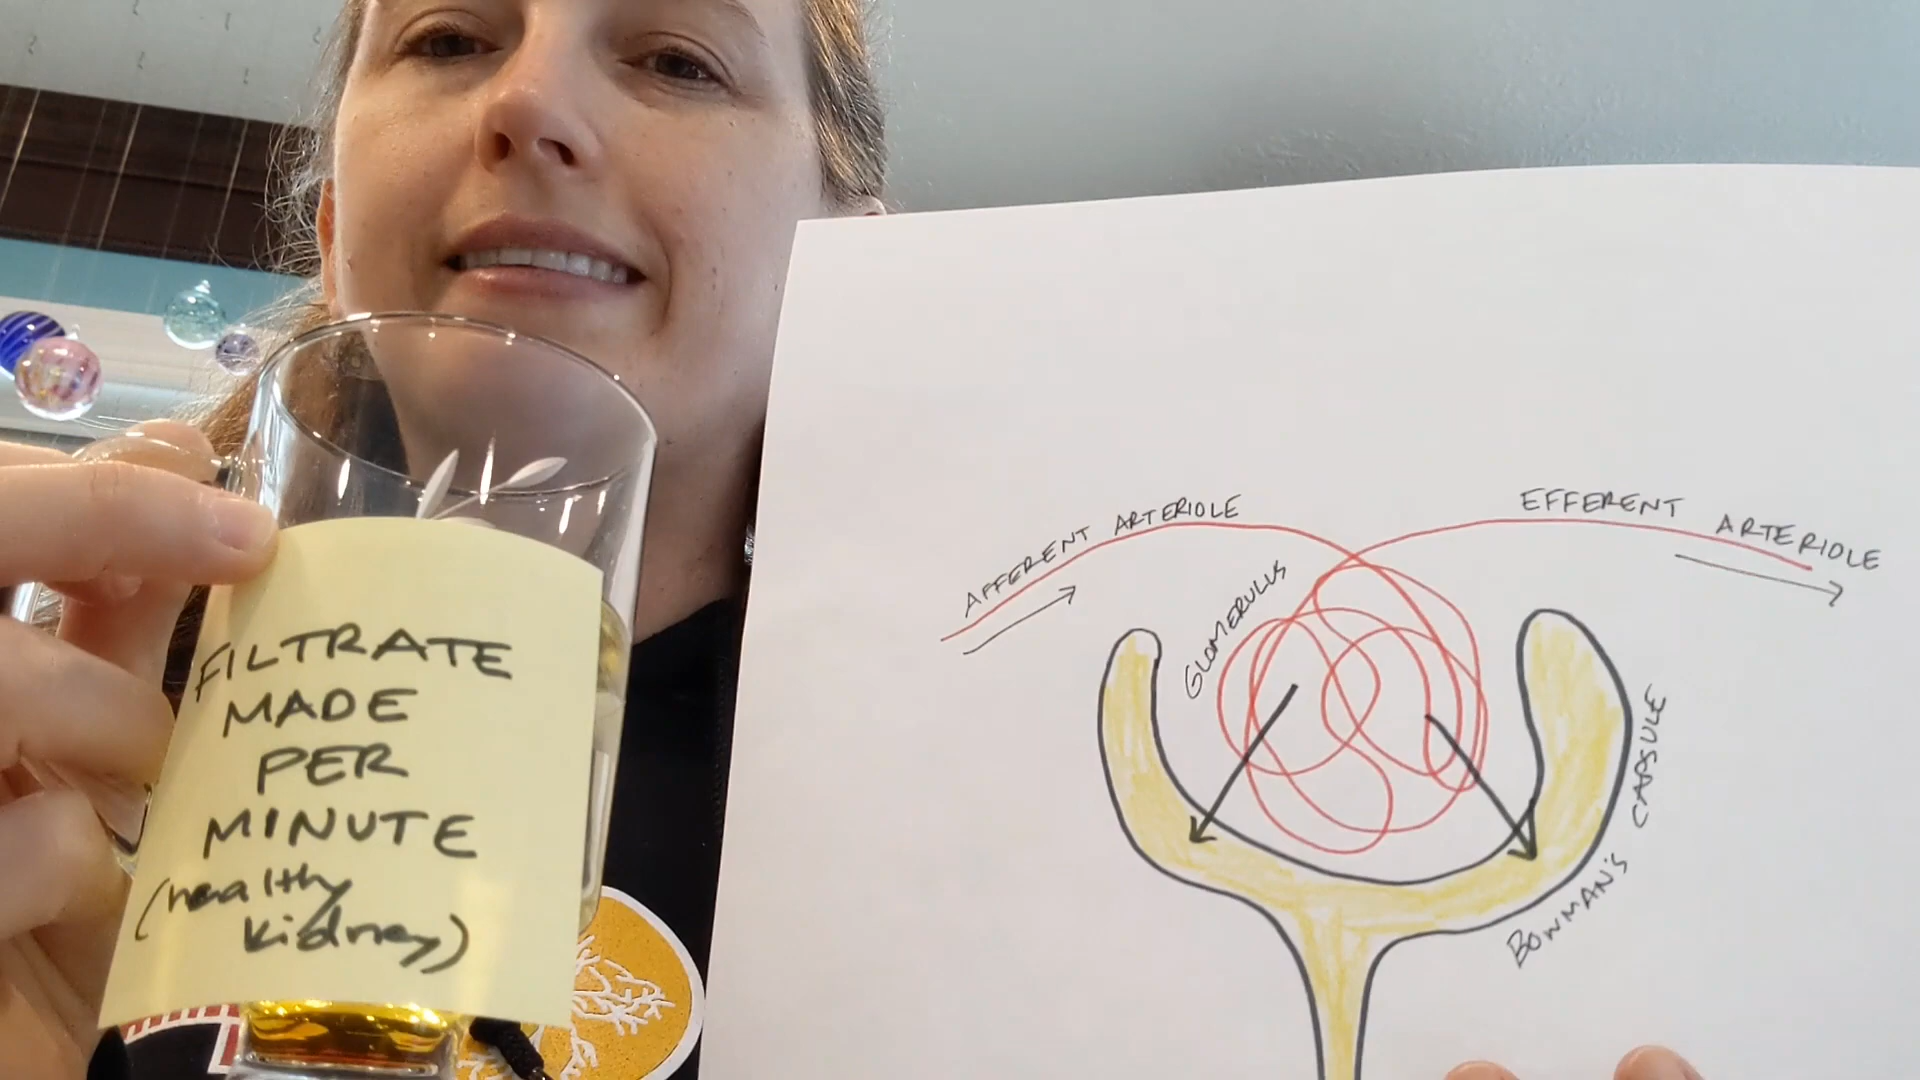 FILTRATE
MADE
PER
MINUTE
(healthy
kidney)
AFFERENT ARTERIOLE
EFFERENT ARTERIOLE
GLOMERULUS
BOWMAN'S CAPSULE